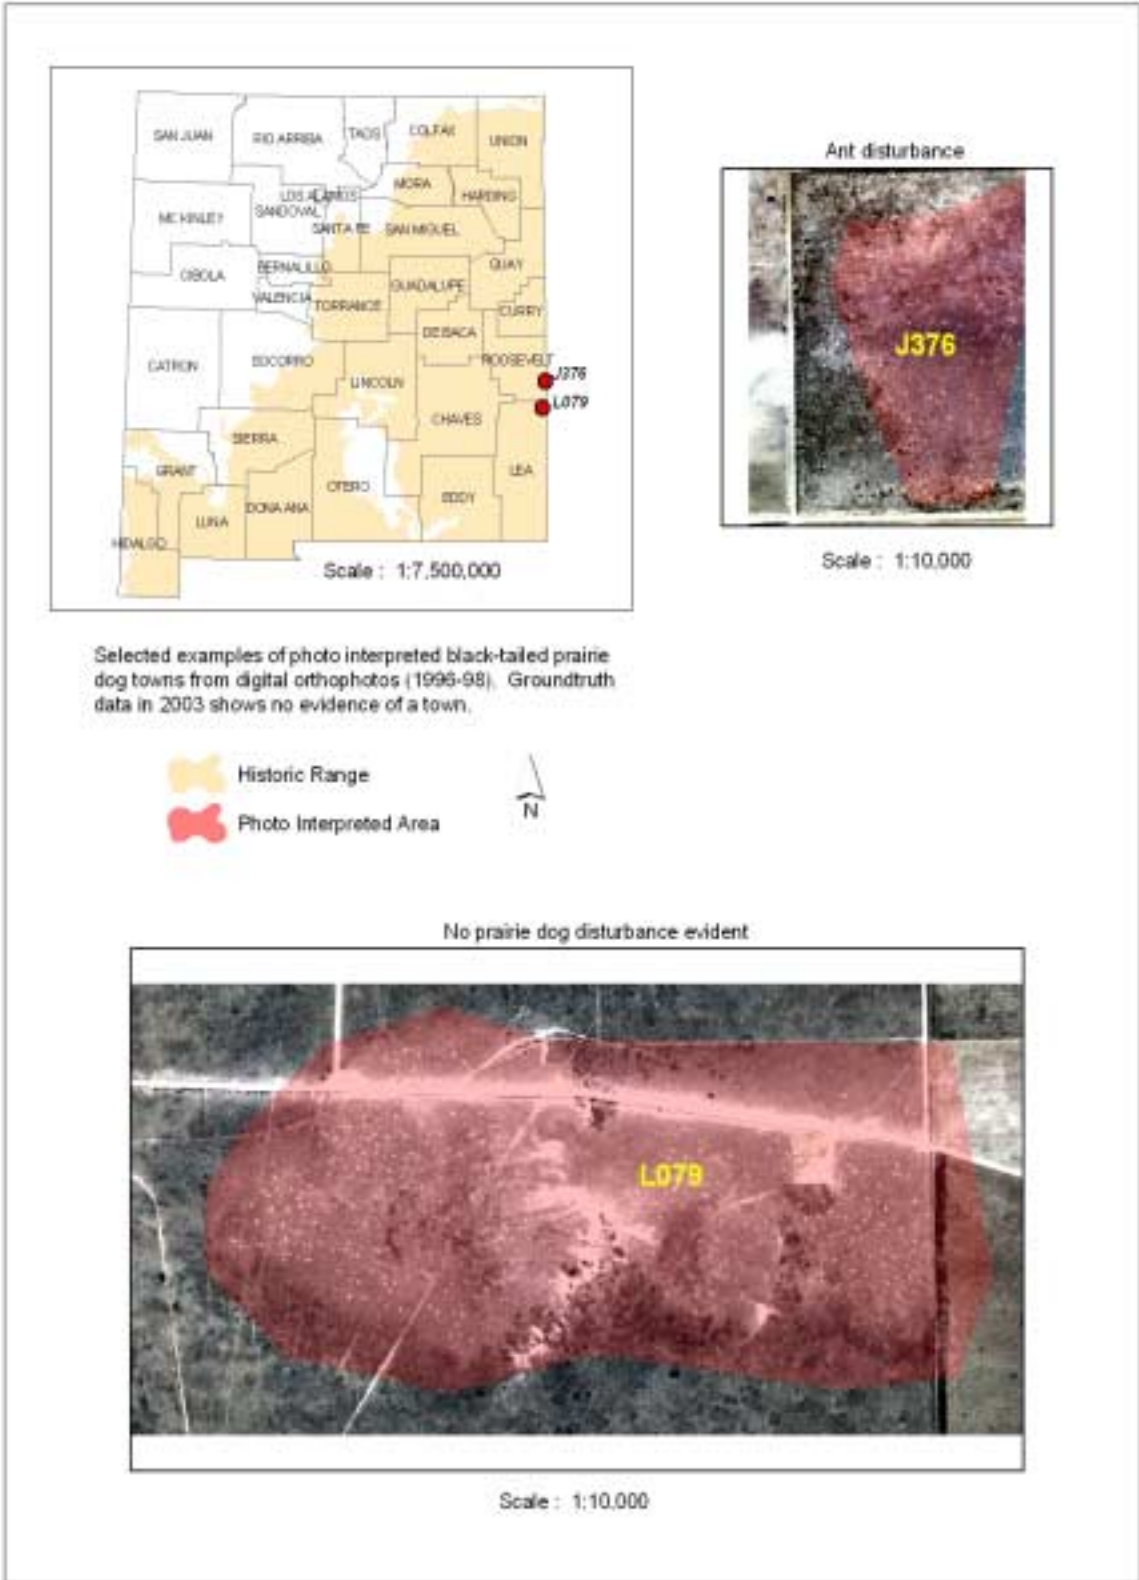 SAN JUAN
RIO ARRIBA
TAOS
COLFAX
UNION
MORA
HARDING
LOS ALAMOS
SANDOVAL
MC KINLEY
SANTA FE
SAN MIGUEL
CIBOLA
BERNALILLO
QUAY
GUADALUPE
VALENCIA
TORRANCE
CURRY
DE BACA
CATRON
SOCORRO
ROOSEVELT
LINCOLN
J376
L079
CHAVES
SIERRA
GRANT
LEA
OTERO
EDDY
DONA ANA
LUNA
HIDALGO
Scale : 1:7,500,000
Ant disturbance
J376
Scale : 1:10,000
Selected examples of photo interpreted black-tailed prairie
dog towns from digital orthophotos (1996-98). Groundtruth
data in 2003 shows no evidence of a town.
Historic Range
Photo Interpreted Area
N
No prairie dog disturbance evident
L079
Scale : 1:10,000